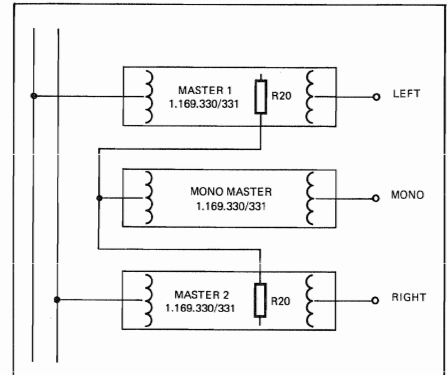 MASTER 1
1.169.330/331
R20
LEFT
MONO MASTER
1.169.330/331
MONO
MASTER 2
1.169.330/331
R20
RIGHT